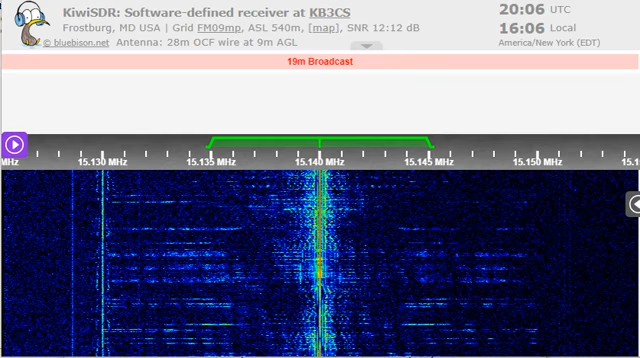 KiwiSDR: Software-defined receiver at KB3CS
Frostburg, MD USA | Grid FM09mp, ASL 540m, [map], SNR 12:12 dB
© bluebison.net Antenna: 28m OCF wire at 9m AGL
20:06 UTC
16:06 Local
America/New York (EDT)
19m Broadcast
MHz 15.130 MHz 15.135 MHz 15.140 MHz 15.145 MHz 15.150 MHz 15.1